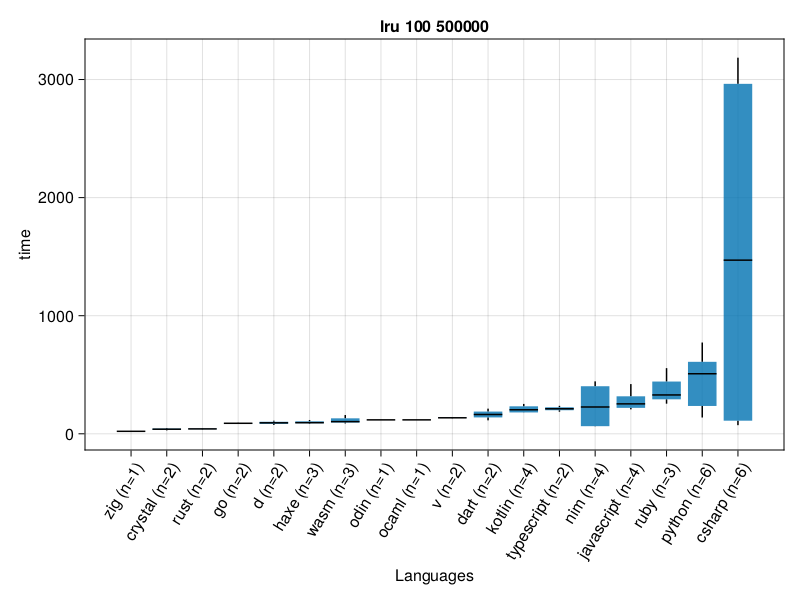 lru 100 500000
time
3000
2000
1000
0
zig (n=1)
crystal (n=2)
rust (n=2)
go (n=2)
d (n=2)
haxe (n=3)
wasm (n=3)
odin (n=1)
ocaml (n=1)
v (n=2)
dart (n=2)
kotlin (n=4)
typescript (n=2)
nim (n=4)
javascript (n=4)
ruby (n=3)
python (n=6)
csharp (n=6)
Languages